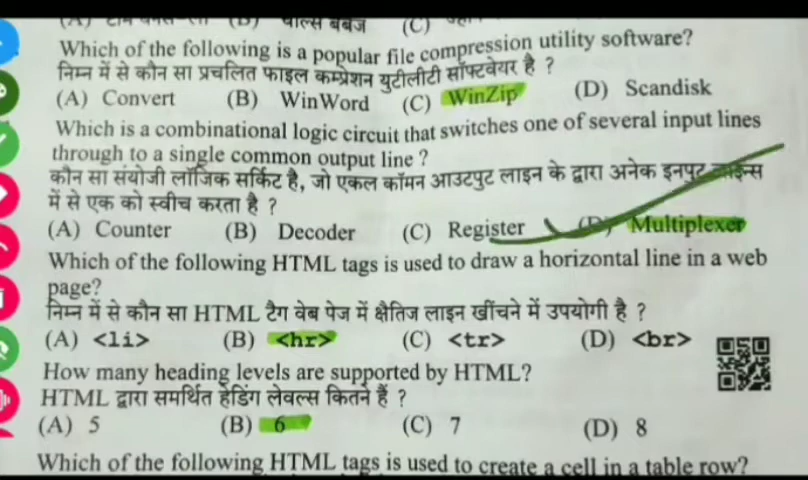 (B) चार्ल्स बैबेज (C)
Which of the following is a popular file compression utility software?
निम्न में से कौन सा प्रचलित फाइल कम्प्रेशन युटीलीटी सॉफ्टवेयर है ?
(A) Convert (B) WinWord (C) WinZip (D) Scandisk
Which is a combinational logic circuit that switches one of several input lines
through to a single common output line ?
कौन सा संयोजी लॉजिक सर्किट है, जो एकल कॉमन आउटपुट लाइन के द्वारा अनेक इनपुट लाइन्स
में से एक को स्वीच करता है ?
(A) Counter (B) Decoder (C) Register (D) Multiplexer
Which of the following HTML tags is used to draw a horizontal line in a web
page?
निम्न में से कौन सा HTML टैग वेब पेज में क्षैतिज लाइन खींचने में उपयोगी है ?
(A) <li> (B) <hr> (C) <tr> (D) <br>
How many heading levels are supported by HTML?
HTML द्वारा समर्थित हेडिंग लेवल्स कितने हैं ?
(A) 5 (B) 6 (C) 7 (D) 8
Which of the following HTML tags is used to create a cell in a table row?